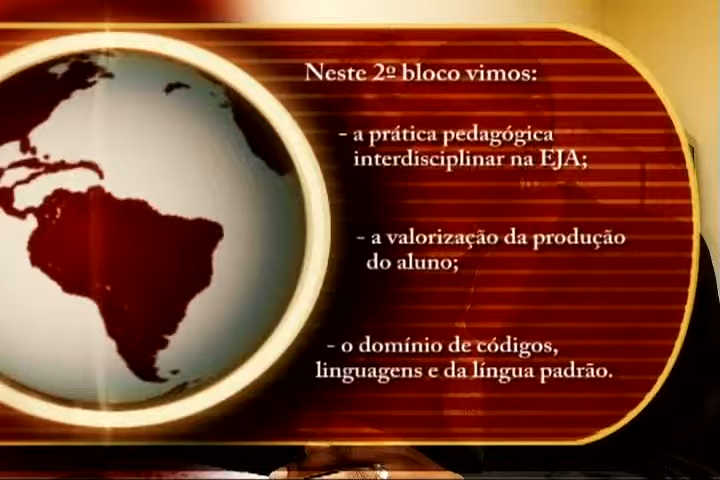 Neste 2º bloco vimos:
- a prática pedagógica
interdisciplinar na EJA;
- a valorização da produção
do aluno;
- o domínio de códigos,
linguagens e da língua padrão.